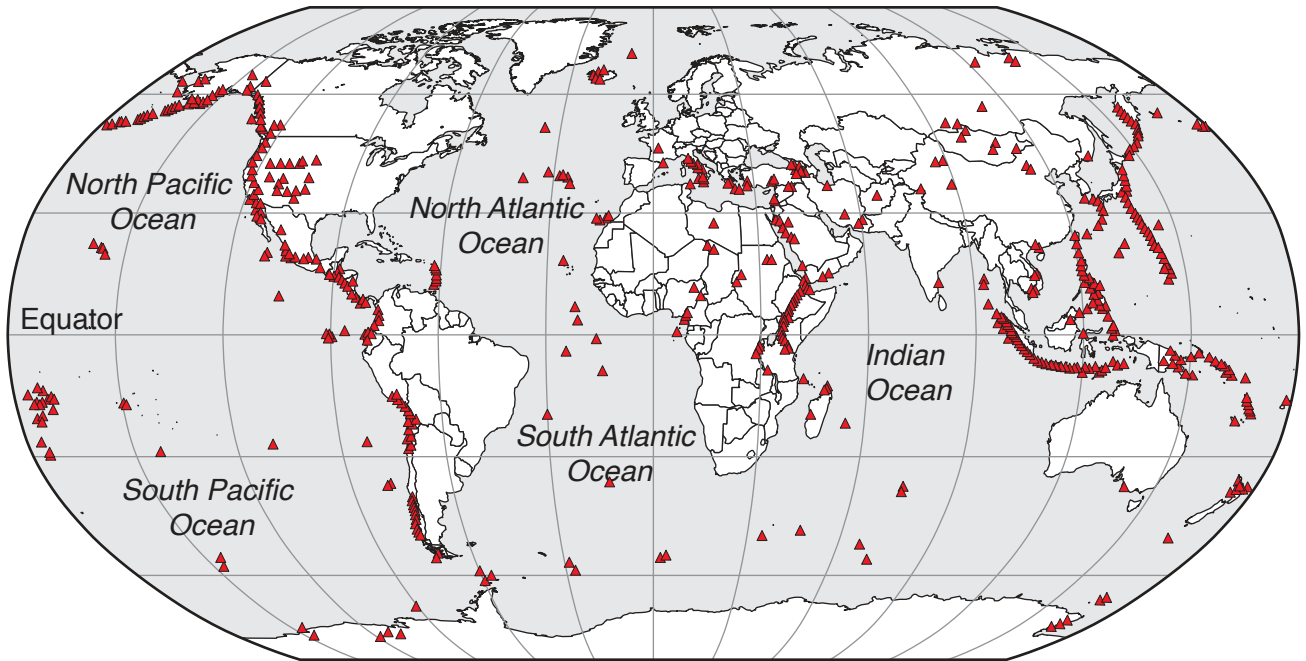 North Pacific
Ocean
North Atlantic
Ocean
Equator
Indian
Ocean
South Atlantic
Ocean
South Pacific
Ocean